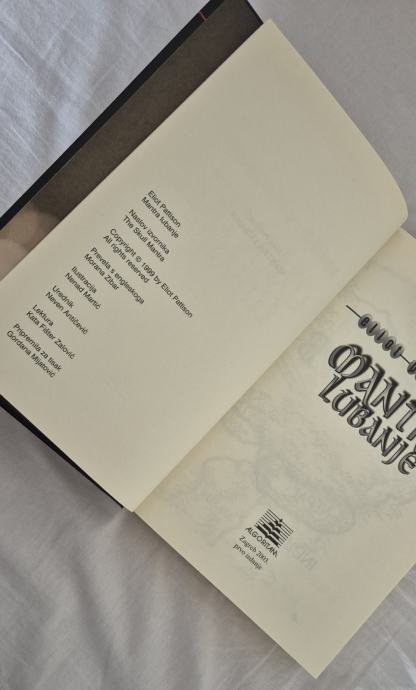 Eliot Pattison
Mantra lubanje
Naslov izvornika
The Skull Mantra
Copyright © 1999 by Eliot Pattison
All rights reserved
Prevela s engleskoga
Morana Zibar
Ilustracija
Nenad Martić
Urednik
Neven Antičević
Lektura
Kata Fišter Zalović
Pripremila za tisak
Gordana Mijatović
MANT
LUBANJE
ALGORITAM
Zagreb 2003.
prvo izdanje